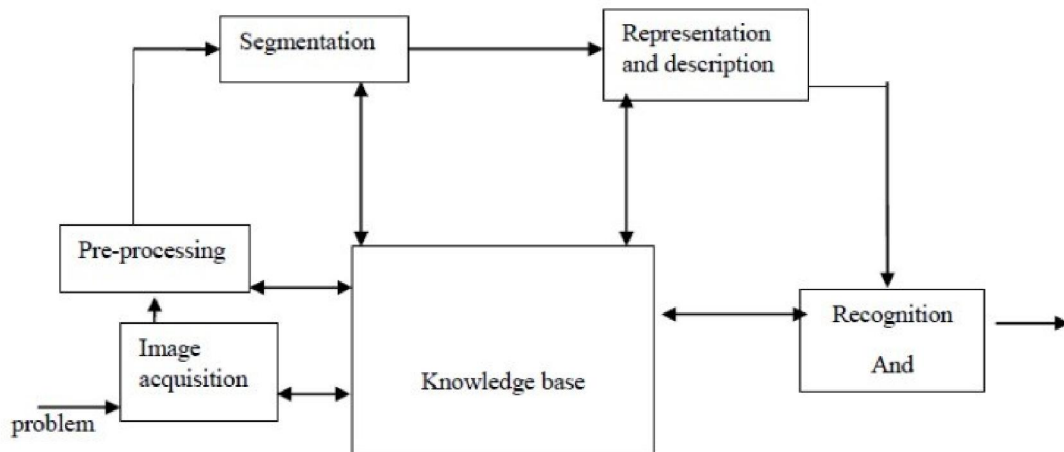 Segmentation
Representation
and description
Pre-processing
Image
acquisition
problem
Knowledge base
Recognition
And